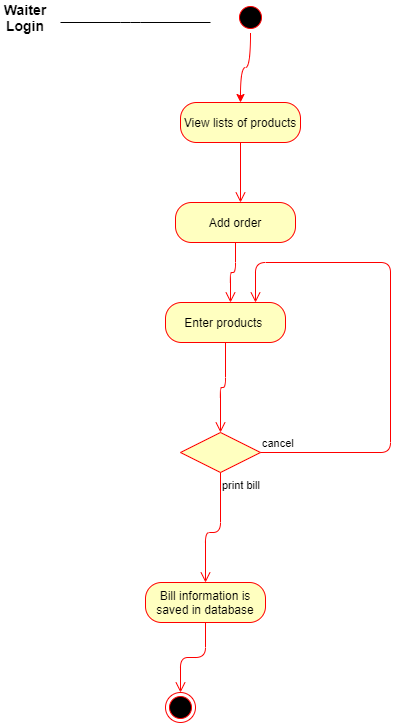 Waiter
Login
View lists of products
Add order
Enter products
cancel
print bill
Bill information is
saved in database